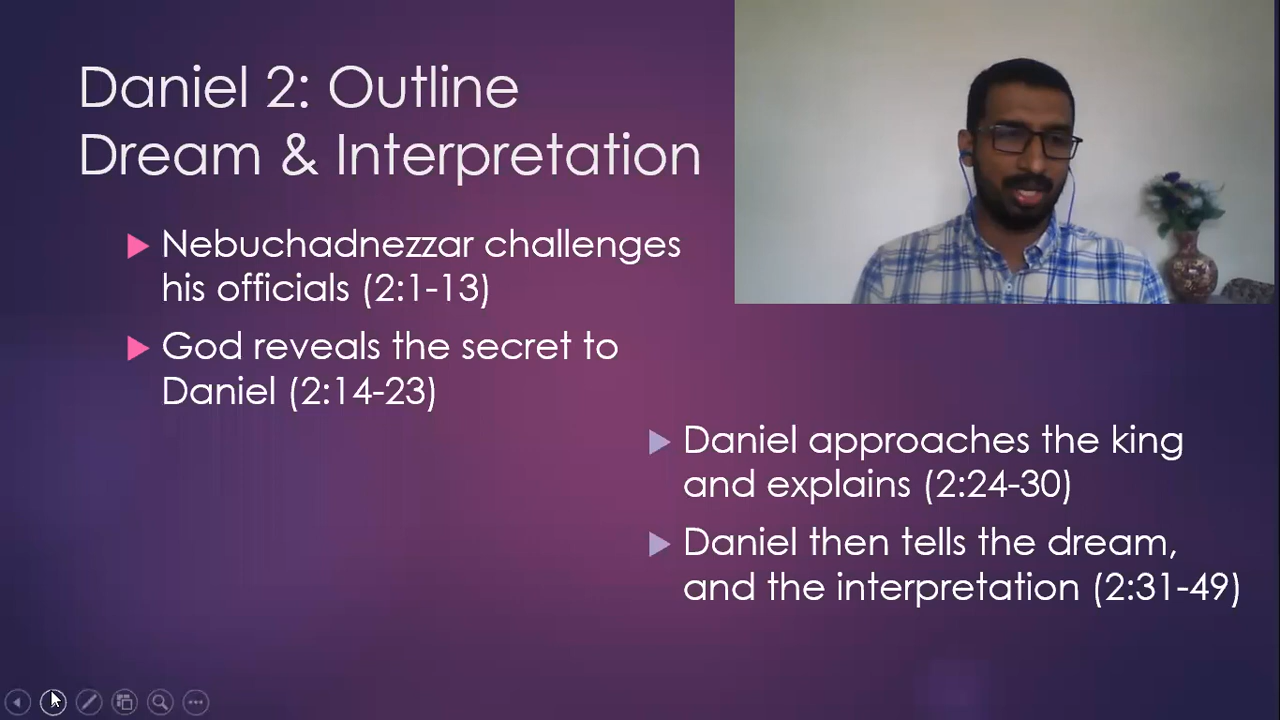 Daniel 2: Outline
Dream & Interpretation
Nebuchadnezzar challenges
his officials (2:1-13)
God reveals the secret to
Daniel (2:14-23)
Daniel approaches the king
and explains (2:24-30)
Daniel then tells the dream,
and the interpretation (2:31-49)